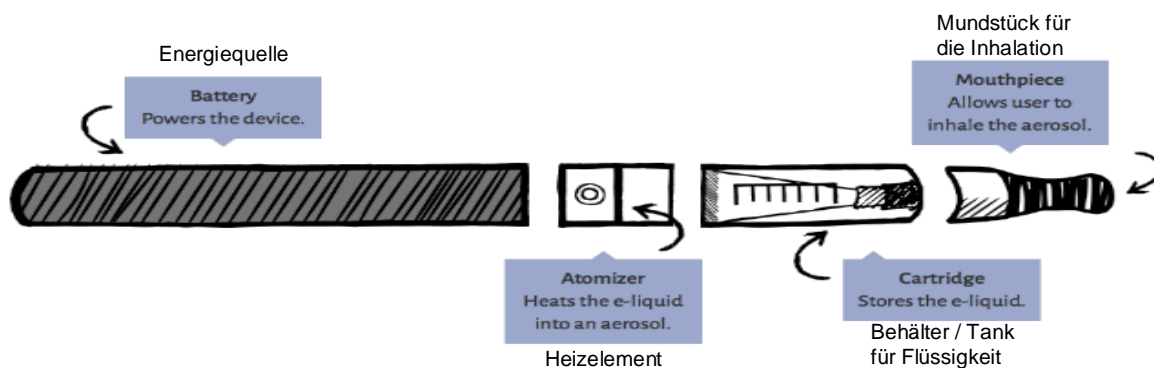 Energiequelle
Battery
Powers the device.
Mundstück für
die Inhalation
Mouthpiece
Allows user to
inhale the aerosol.
Atomizer
Heats the e-liquid
into an aerosol.
Heizelement
Cartridge
Stores the e-liquid.
Behälter / Tank
für Flüssigkeit